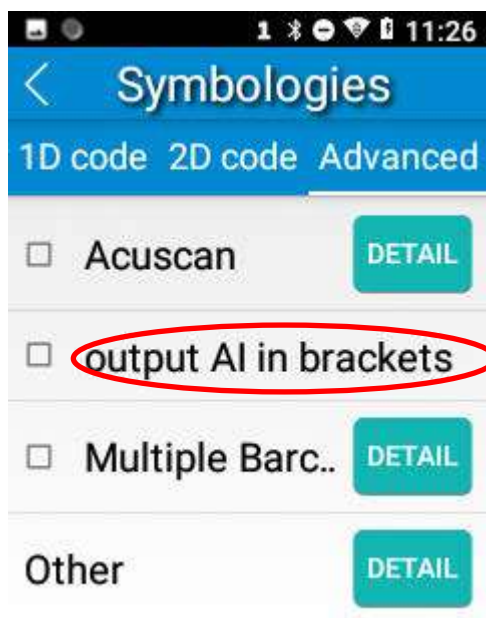 1 11:26
Symbologies
1D code 2D code Advanced
Acuscan DETAIL
output AI in brackets
Multiple Barc.. DETAIL
Other DETAIL